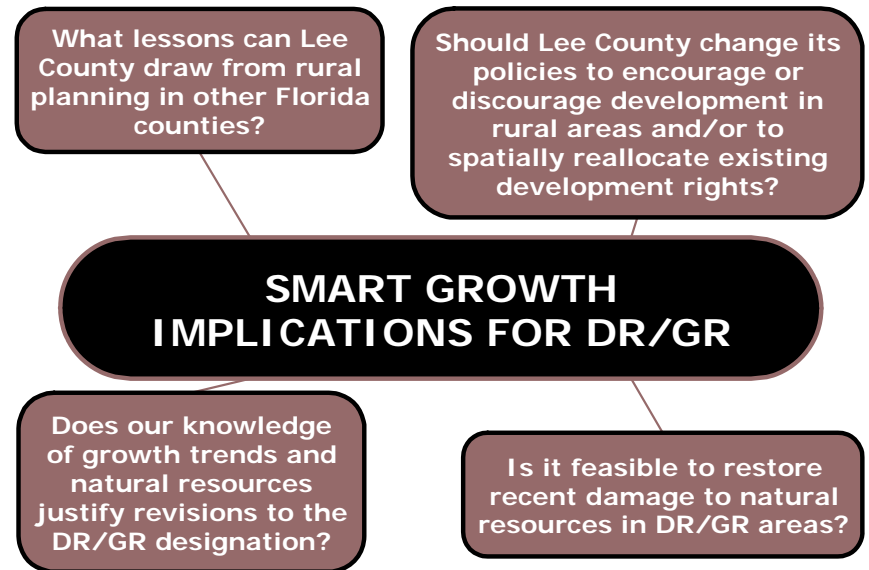 What lessons can Lee
County draw from rural
planning in other Florida
counties?
Should Lee County change its
policies to encourage or
discourage development in
rural areas and/or to
spatially reallocate existing
development rights?
SMART GROWTH
IMPLICATIONS FOR DR/GR
Does our knowledge
of growth trends and
natural resources
justify revisions to the
DR/GR designation?
Is it feasible to restore
recent damage to natural
resources in DR/GR areas?